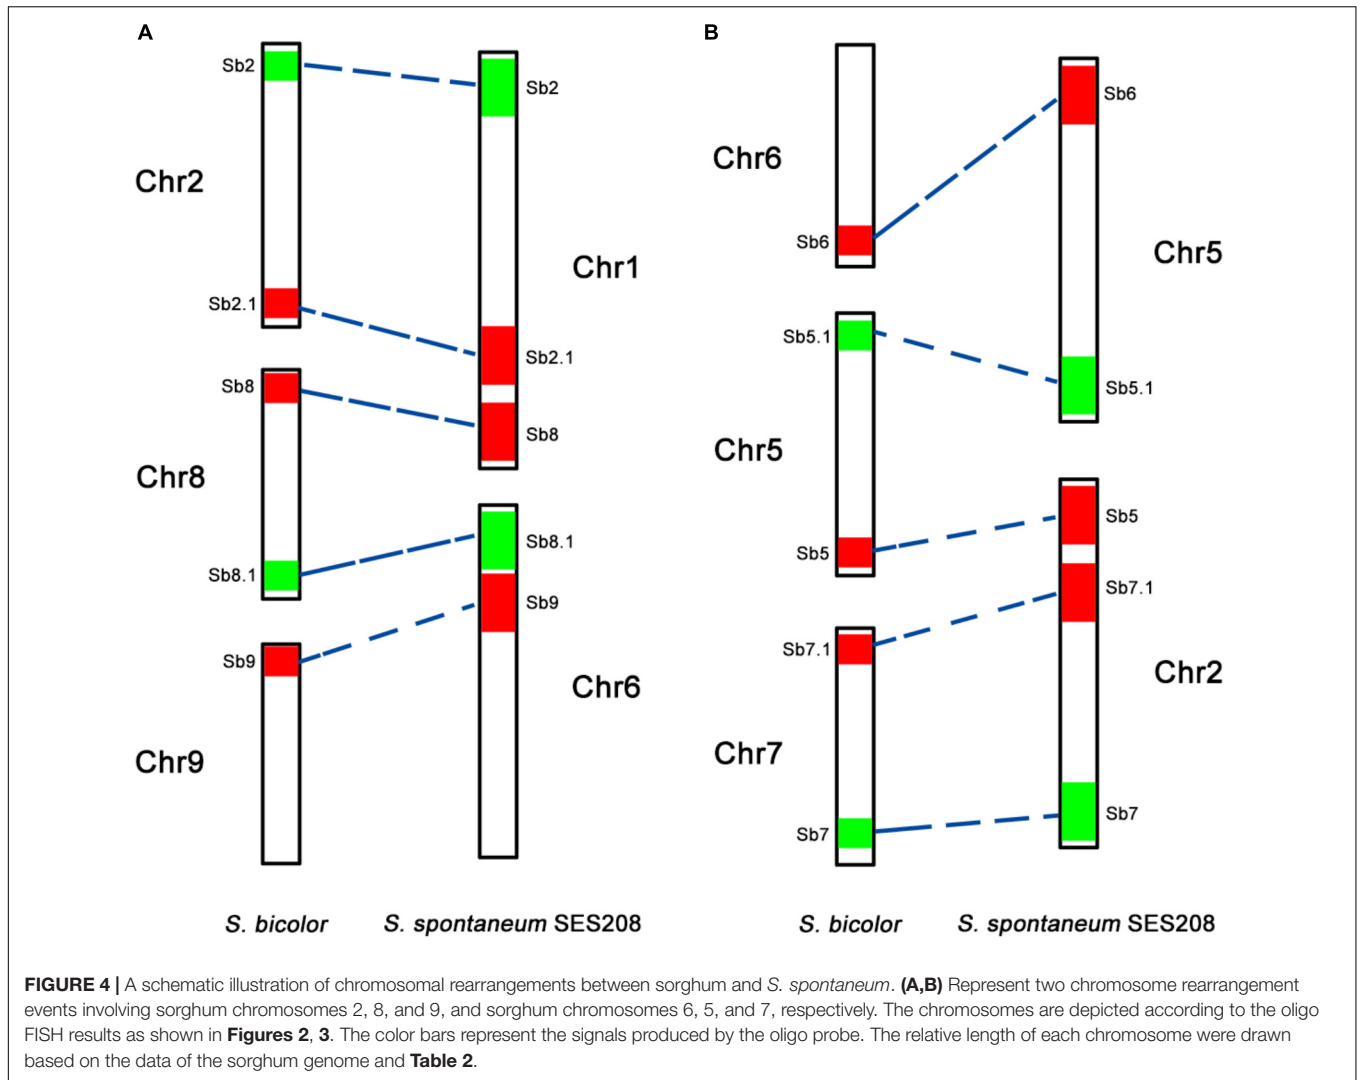 A
Sb2
Sb2
Chr2
Sb2.1
Chr1
Sb2.1
Sb8
Sb8
Chr8
Sb8.1
Sb8.1
Sb9
Sb9
Chr6
Chr9
S. bicolor
S. spontaneum SES208
B
Sb6
Chr6
Sb6
Chr5
Sb5.1
Sb5.1
Chr5
Sb5
Sb5
Sb7.1
Sb7.1
Chr2
Chr7
Sb7
Sb7
S. bicolor
S. spontaneum SES208
FIGURE 4 | A schematic illustration of chromosomal rearrangements between sorghum and S. spontaneum. (A,B) Represent two chromosome rearrangement
events involving sorghum chromosomes 2, 8, and 9, and sorghum chromosomes 6, 5, and 7, respectively. The chromosomes are depicted according to the oligo
FISH results as shown in Figures 2, 3. The color bars represent the signals produced by the oligo probe. The relative length of each chromosome were drawn
based on the data of the sorghum genome and Table 2.